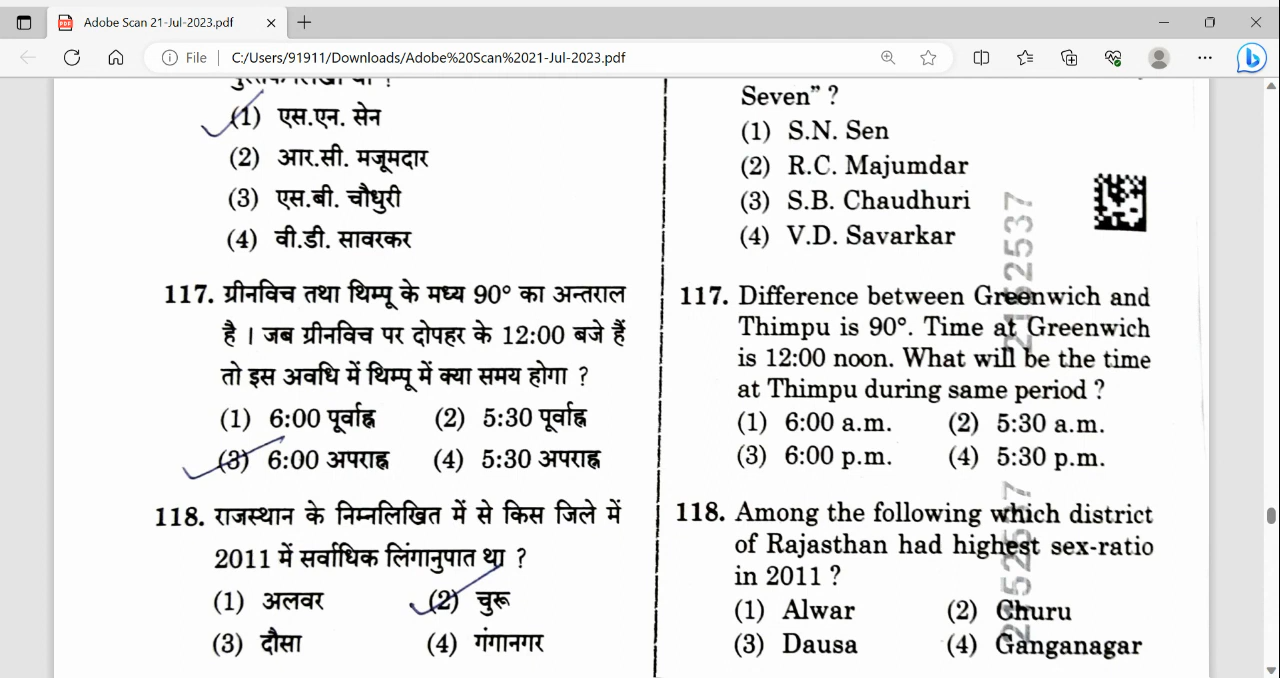 Adobe Scan 21-Jul-2023.pdf
File
C:/Users/91911/Downloads/Adobe%20Scan%2021-Jul-2023.pdf
पुस्तक लिखी थी ?
(1) एस.एन. सेन
(2) आर.सी. मजूमदार
(3) एस.बी. चौधुरी
(4) वी.डी. सावरकर
117. ग्रीनविच तथा थिम्पू के मध्य 90° का अन्तराल
है । जब ग्रीनविच पर दोपहर के 12:00 बजे हैं
तो इस अवधि में थिम्पू में क्या समय होगा ?
(1) 6:00 पूर्वाह्न (2) 5:30 पूर्वाह्न
(3) 6:00 अपराह्न (4) 5:30 अपराह्न
118. राजस्थान के निम्नलिखित में से किस जिले में
2011 में सर्वाधिक लिंगानुपात था ?
(1) अलवर (2) चुरू
(3) दौसा (4) गंगानगर
Seven" ?
(1) S.N. Sen
(2) R.C. Majumdar
(3) S.B. Chaudhuri
(4) V.D. Savarkar
117. Difference between Greenwich and
Thimpu is 90°. Time at Greenwich
is 12:00 noon. What will be the time
at Thimpu during same period ?
(1) 6:00 a.m. (2) 5:30 a.m.
(3) 6:00 p.m. (4) 5:30 p.m.
118. Among the following which district
of Rajasthan had highest sex-ratio
in 2011 ?
(1) Alwar (2) Churu
(3) Dausa (4) Ganganagar
2152537
2152537